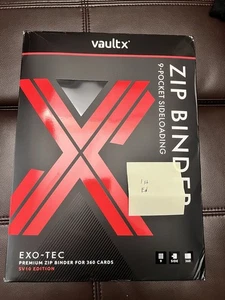 vaultx
ZIP BINDER
9-POCKET SIDELOADING
EXO-TEC
PREMIUM ZIP BINDER FOR 360 CARDS
SV10 EDITION